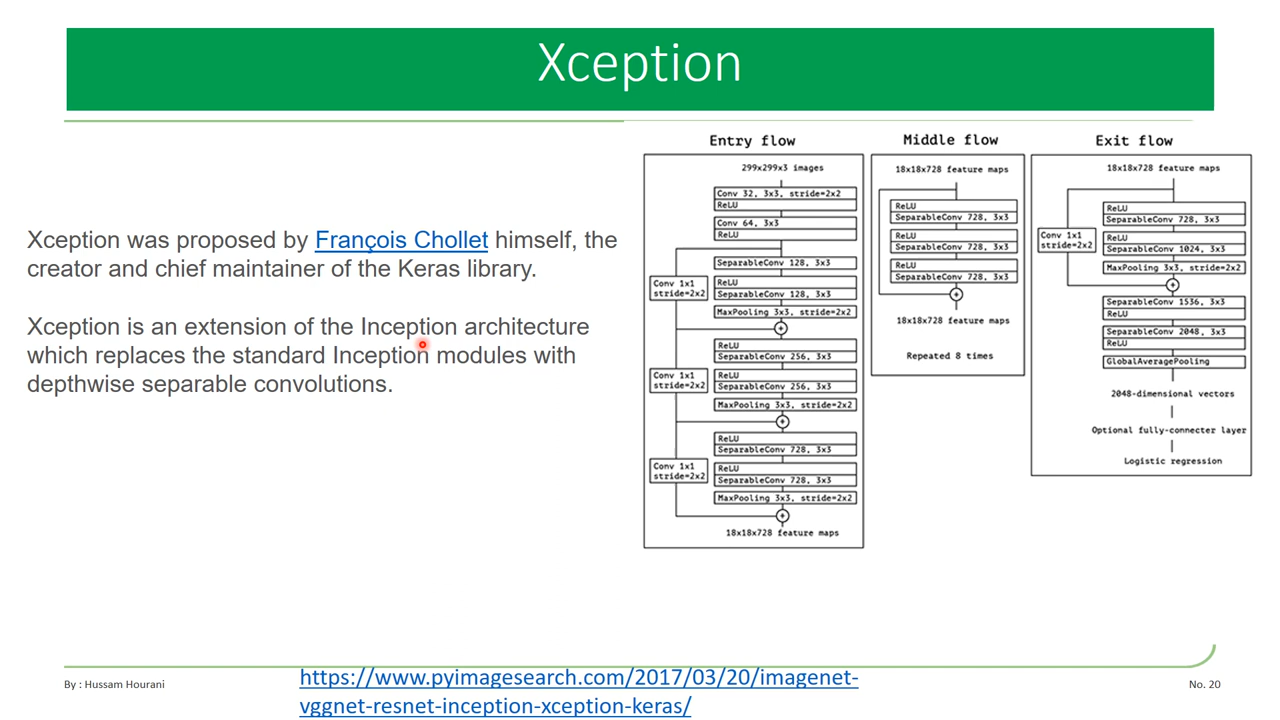 Xception
Xception was proposed by François Chollet himself, the
creator and chief maintainer of the Keras library.
Xception is an extension of the Inception architecture
which replaces the standard Inception modules with
depthwise separable convolutions.
Entry flow
299x299x3 images
Conv 32, 3x3, stride=2x2
ReLU
Conv 64, 3x3
ReLU
SeparableConv 128, 3x3
Conv 1x1
stride=2x2
ReLU
SeparableConv 128, 3x3
MaxPooling 3x3, stride=2x2
+
ReLU
SeparableConv 256, 3x3
Conv 1x1
stride=2x2
ReLU
SeparableConv 256, 3x3
MaxPooling 3x3, stride=2x2
+
ReLU
SeparableConv 728, 3x3
Conv 1x1
stride=2x2
ReLU
SeparableConv 728, 3x3
MaxPooling 3x3, stride=2x2
+
18x18x728 feature maps
Middle flow
18x18x728 feature maps
ReLU
SeparableConv 728, 3x3
ReLU
SeparableConv 728, 3x3
ReLU
SeparableConv 728, 3x3
+
18x18x728 feature maps
Repeated 8 times
Exit flow
18x18x728 feature maps
ReLU
SeparableConv 728, 3x3
Conv 1x1
stride=2x2
ReLU
SeparableConv 1024, 3x3
MaxPooling 3x3, stride=2x2
+
SeparableConv 1536, 3x3
ReLU
SeparableConv 2048, 3x3
ReLU
GlobalAveragePooling
2048-dimensional vectors
Optional fully-connecter layer
Logistic regression
By : Hussam Hourani
https://www.pyimagesearch.com/2017/03/20/imagenet-
vggnet-resnet-inception-xception-keras/
No. 20